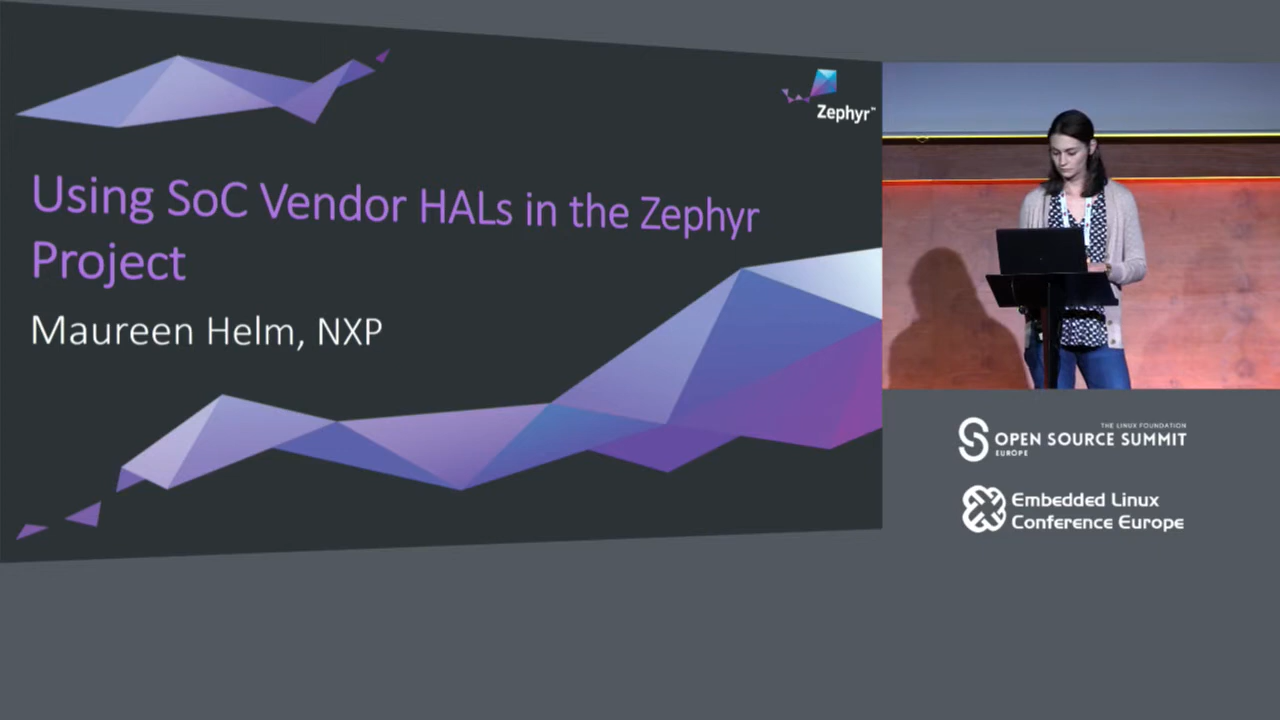 Zephyr™
Using SoC Vendor HALs in the Zephyr
Project
Maureen Helm, NXP
THE LINUX FOUNDATION
OPEN SOURCE SUMMIT
EUROPE
Embedded Linux
Conference Europe